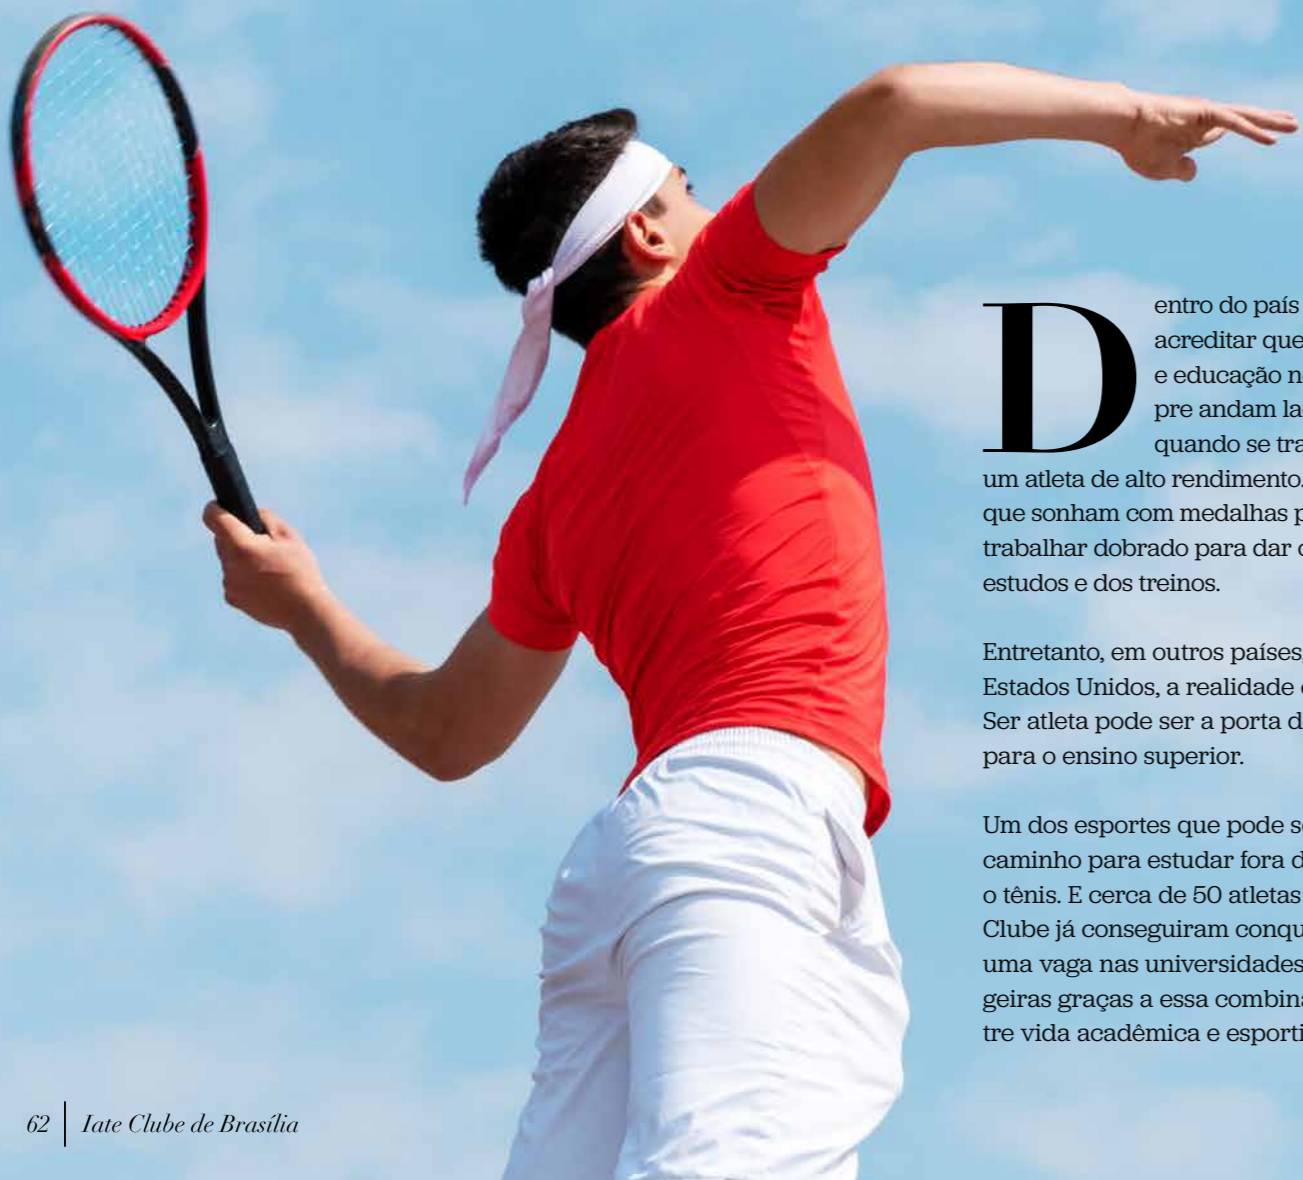 Dentro do país
acreditar que
e educação n
pre andam la
quando se tra
um atleta de alto rendimento.
que sonham com medalhas p
trabalhar dobrado para dar
estudos e dos treinos.
Entretanto, em outros países,
Estados Unidos, a realidade
Ser atleta pode ser a porta d
para o ensino superior.
Um dos esportes que pode s
caminho para estudar fora d
o tênis. E cerca de 50 atletas
Clube já conseguiram conqu
uma vaga nas universidades
geiras graças a essa combina
tre vida acadêmica e esporti
62 | Iate Clube de Brasília